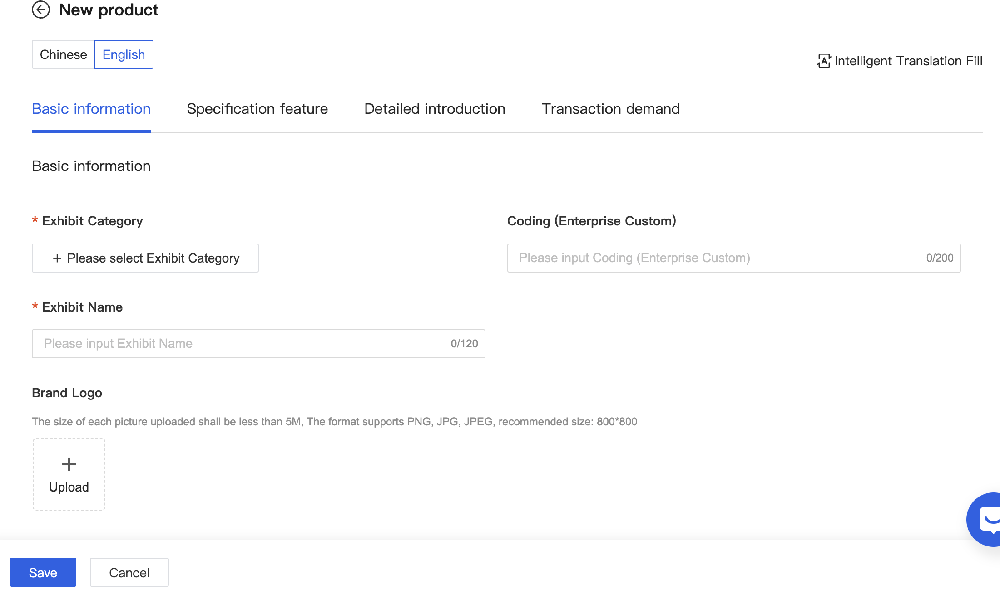 New product
Chinese English
Intelligent Translation Fill
Basic information Specification feature Detailed introduction Transaction demand
Basic information
* Exhibit Category
Coding (Enterprise Custom)
+ Please select Exhibit Category
Please input Coding (Enterprise Custom) 0/200
* Exhibit Name
Please input Exhibit Name 0/120
Brand Logo
The size of each picture uploaded shall be less than 5M, The format supports PNG, JPG, JPEG, recommended size: 800*800
+
Upload
Save Cancel